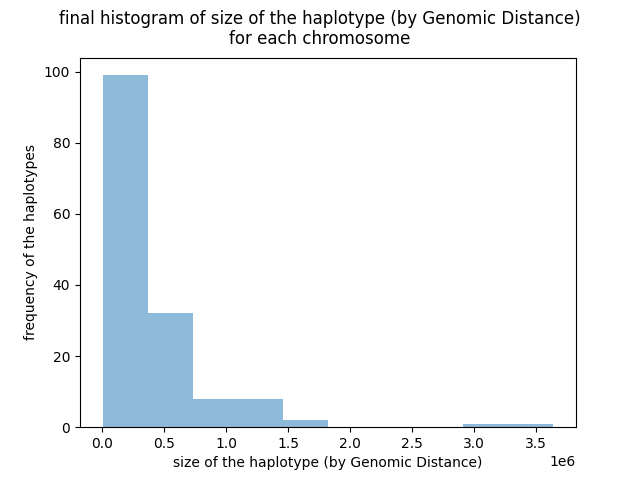 final histogram of size of the haplotype (by Genomic Distance)
for each chromosome
frequency of the haplotypes
100
80
60
40
20
0
0.0 0.5 1.0 1.5 2.0 2.5 3.0 3.5
1e6
size of the haplotype (by Genomic Distance)